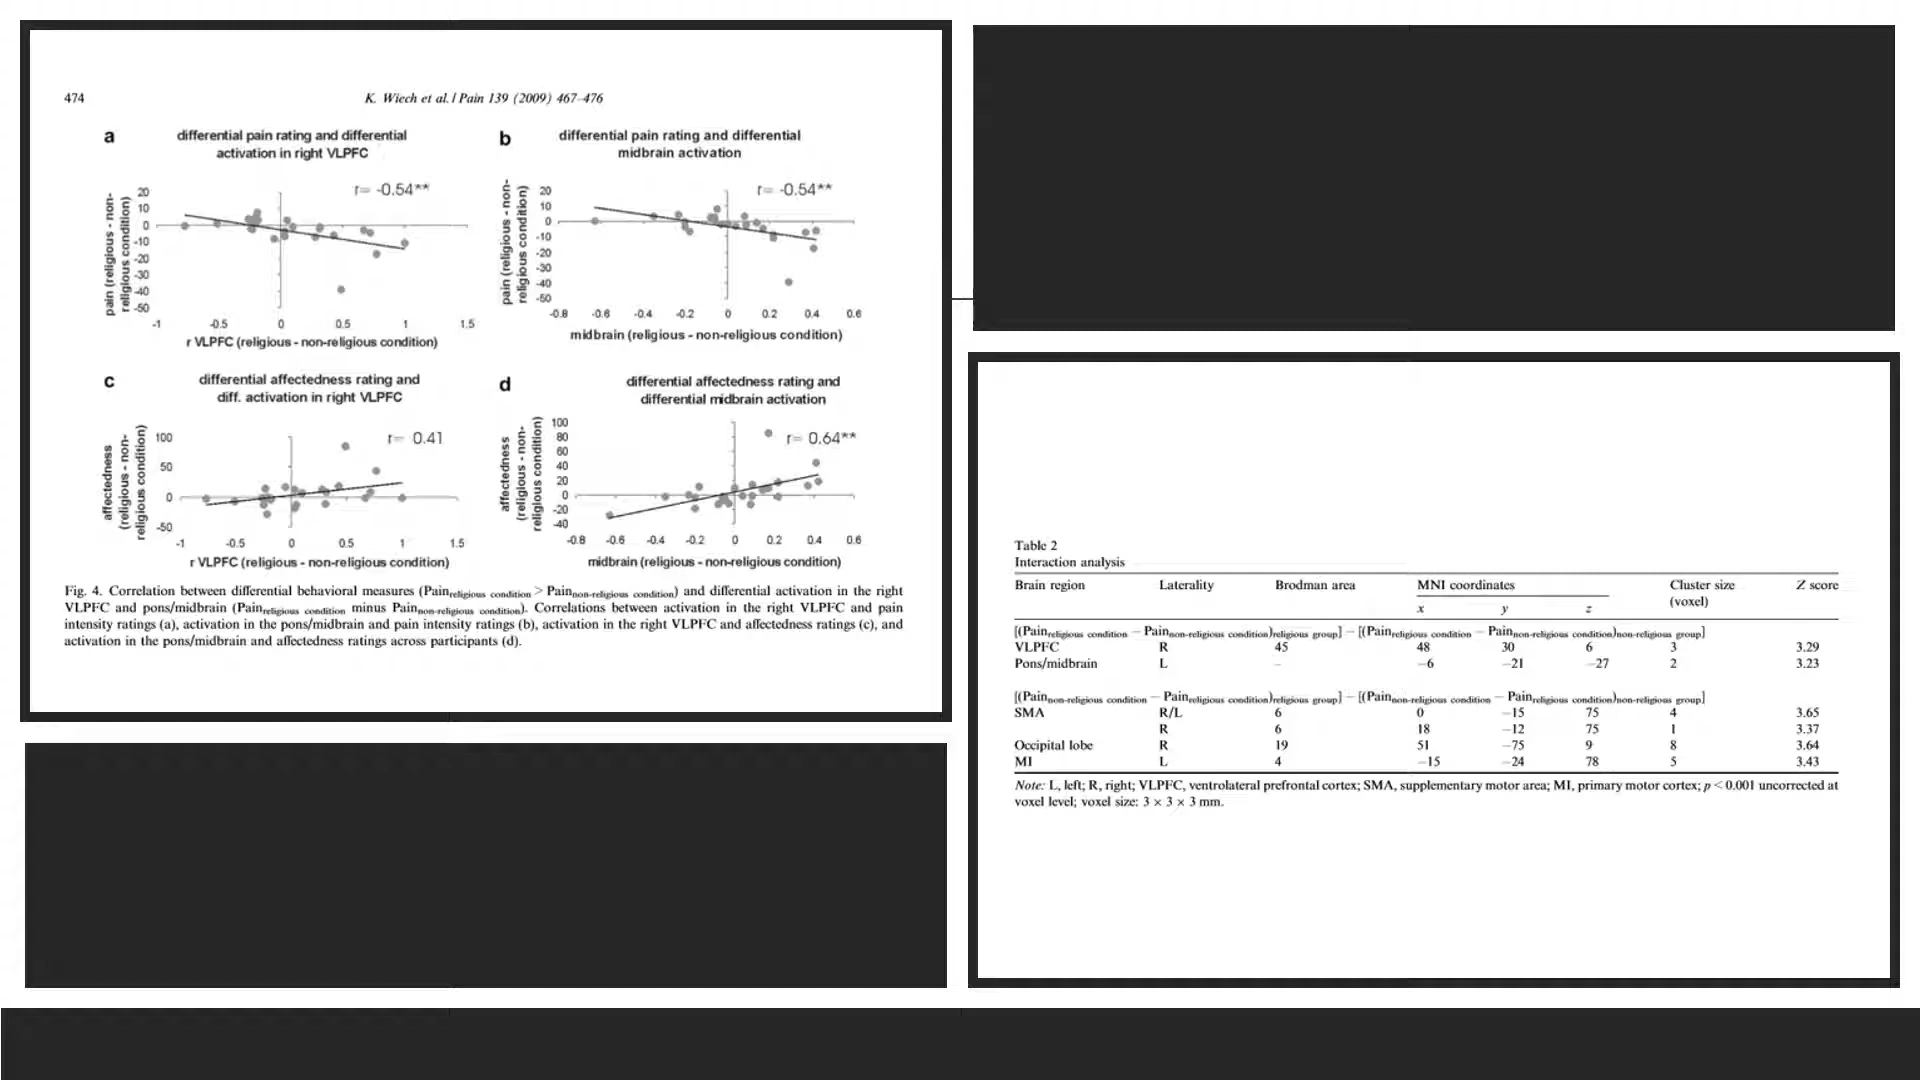 474
K. Wiech et al. / Pain 139 (2009) 467–476
a
differential pain rating and differential
activation in right VLPFC
r= -0.54**
pain (religious - non-
religious condition)
20
10
0
-10
-20
-30
-40
-50
-1 -0.5 0 0.5 1 1.5
r VLPFC (religious - non-religious condition)
b
differential pain rating and differential
midbrain activation
r= -0.54**
pain (religious - non-
religious condition)
20
10
0
-10
-20
-30
-40
-50
-0.8 -0.6 -0.4 -0.2 0 0.2 0.4 0.6
midbrain (religious - non-religious condition)
c
differential affectedness rating and
diff. activation in right VLPFC
r= 0.41
affectedness
(religious - non-
religious condition)
100
50
0
-50
-1 -0.5 0 0.5 1 1.5
r VLPFC (religious - non-religious condition)
d
differential affectedness rating and
differential midbrain activation
r= 0.64**
affectedness
(religious - non-
religious condition)
100
80
60
40
20
0
-20
-40
-0.8 -0.6 -0.4 -0.2 0 0.2 0.4 0.6
midbrain (religious - non-religious condition)
Fig. 4. Correlation between differential behavioral measures (Painreligious condition > Painnon-religious condition) and differential activation in the right
VLPFC and pons/midbrain (Painreligious condition minus Painnon-religious condition). Correlations between activation in the right VLPFC and pain
intensity ratings (a), activation in the pons/midbrain and pain intensity ratings (b), activation in the right VLPFC and affectedness ratings (c), and
activation in the pons/midbrain and affectedness ratings across participants (d).
Table 2
Interaction analysis
Brain region Laterality Brodman area MNI coordinates Cluster size (voxel) Z score
x y z
[(Painreligious condition − Painnon-religious condition)religious group] − [(Painreligious condition − Painnon-religious condition)non-religious group]
VLPFC R 45 48 30 6 3 3.29
Pons/midbrain L – −6 −21 −27 2 3.23
[(Painnon-religious condition − Painreligious condition)religious group] − [(Painnon-religious condition − Painreligious condition)non-religious group]
SMA R/L 6 0 −15 75 4 3.65
R 6 18 −12 75 1 3.37
Occipital lobe R 19 51 −75 9 8 3.64
MI L 4 −15 −24 78 5 3.43
Note: L, left; R, right; VLPFC, ventrolateral prefrontal cortex; SMA, supplementary motor area; MI, primary motor cortex; p < 0.001 uncorrected at
voxel level; voxel size: 3 × 3 × 3 mm.